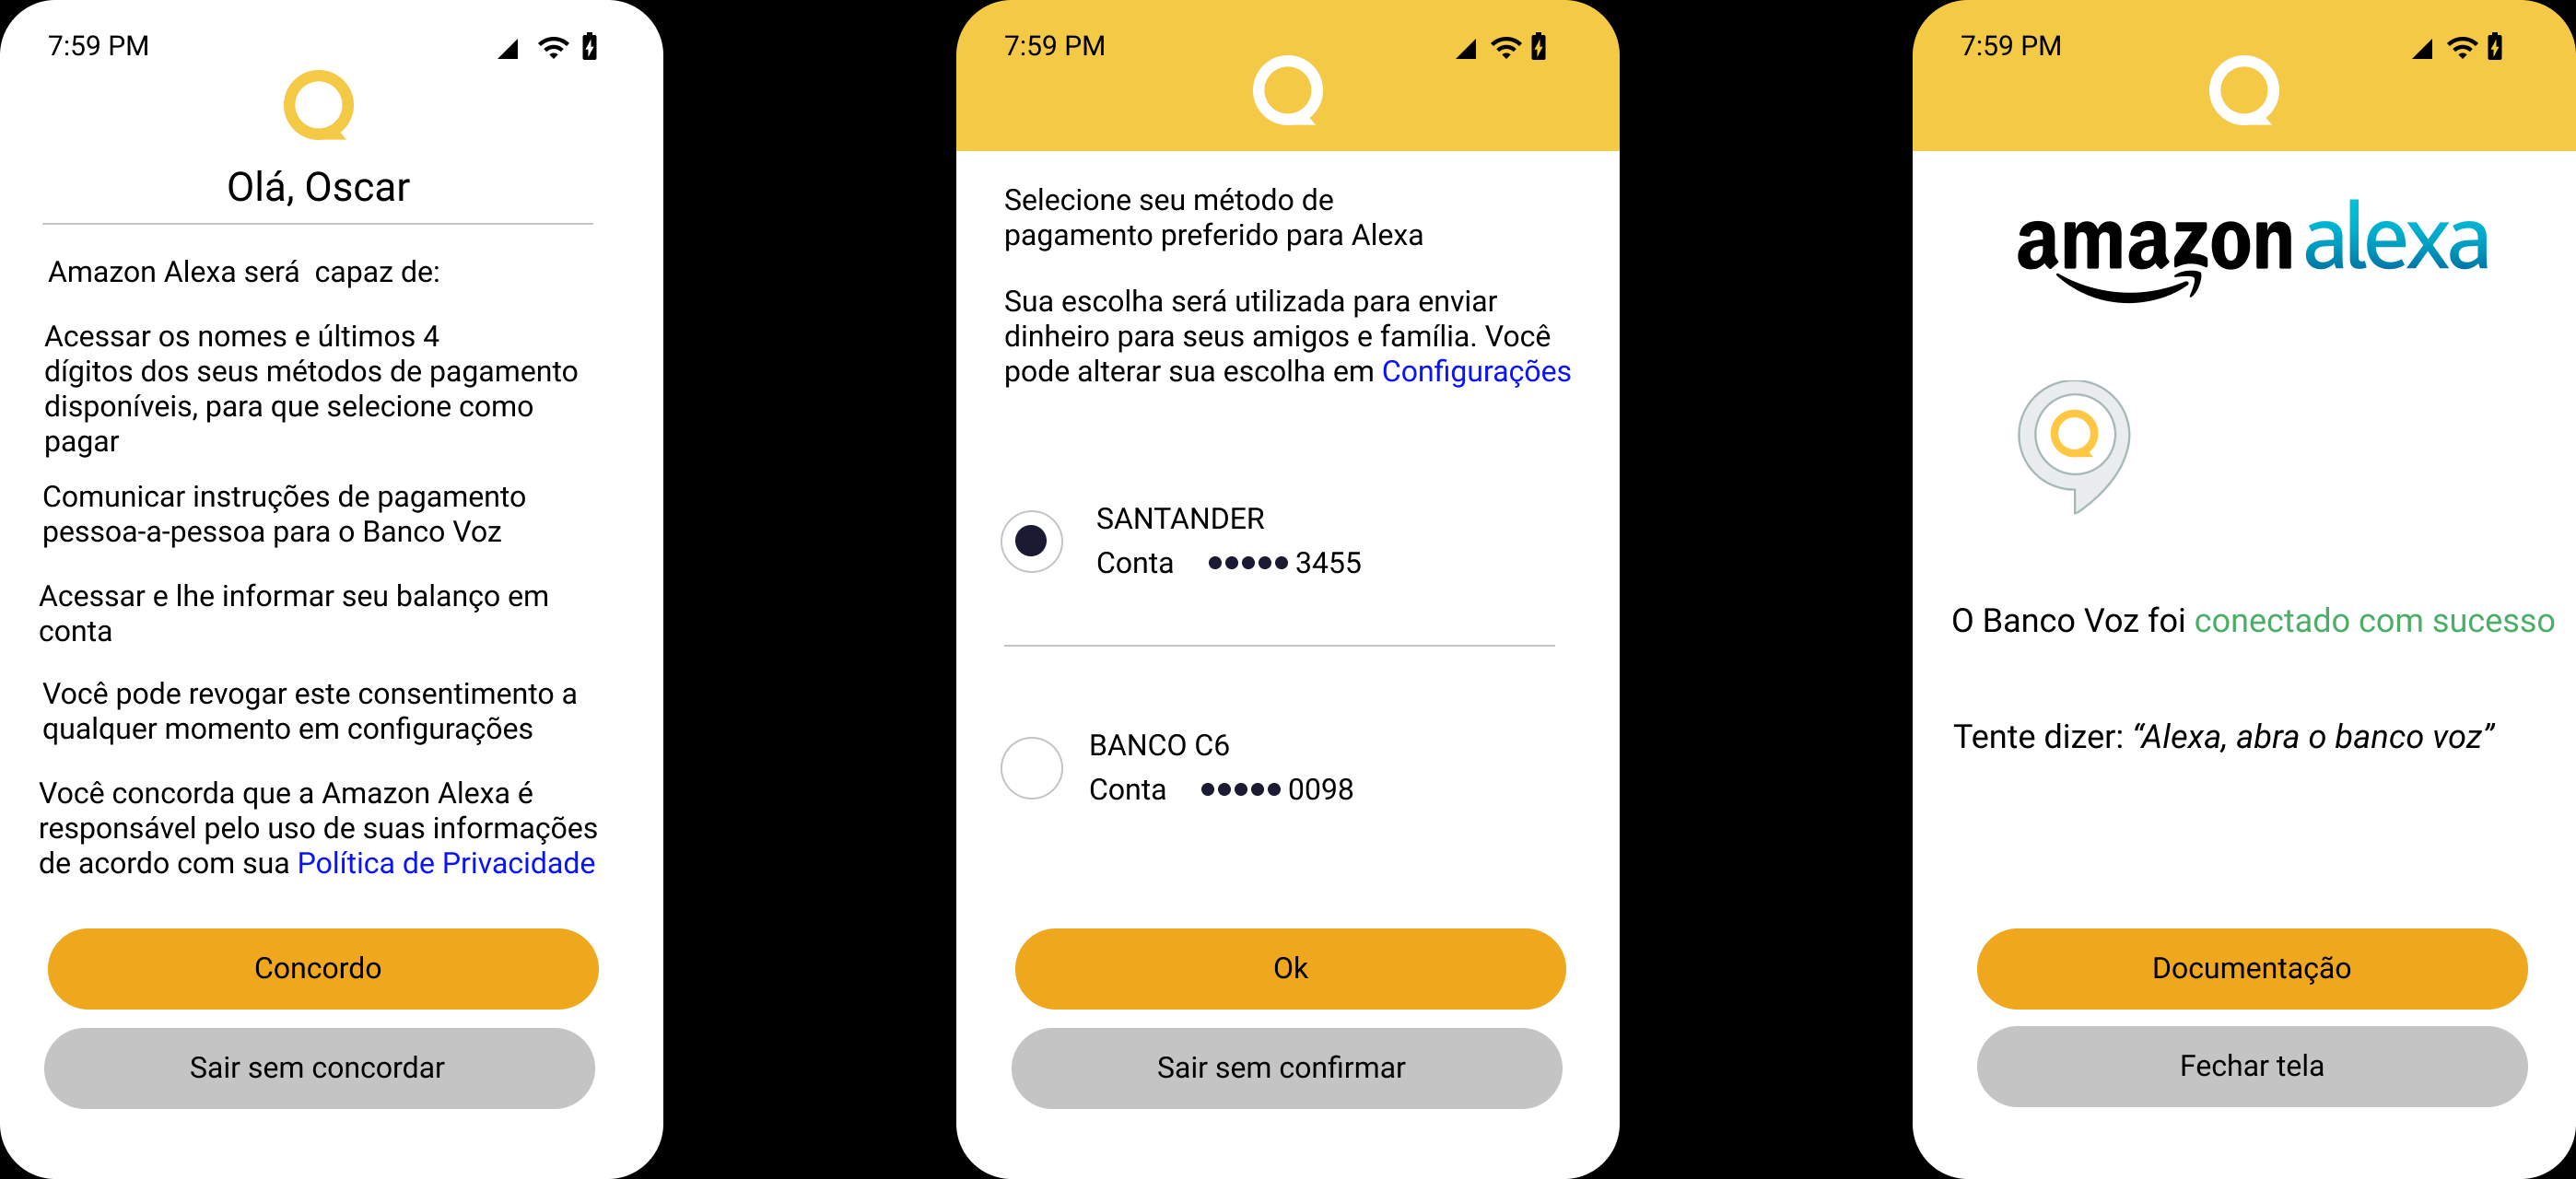 7:59 PM
Olá, Oscar
Amazon Alexa será  capaz de:
Acessar os nomes e últimos 4
dígitos dos seus métodos de pagamento
disponíveis, para que selecione como
pagar
Comunicar instruções de pagamento
pessoa-a-pessoa para o Banco Voz
Acessar e lhe informar seu balanço em
conta
Você pode revogar este consentimento a
qualquer momento em configurações
Você concorda que a Amazon Alexa é
responsável pelo uso de suas informações
de acordo com sua Política de Privacidade
Concordo
Sair sem concordar
7:59 PM
Selecione seu método de
pagamento preferido para Alexa
Sua escolha será utilizada para enviar
dinheiro para seus amigos e família. Você
pode alterar sua escolha em Configurações
SANTANDER
Conta ●●●●● 3455
BANCO C6
Conta ●●●●● 0098
Ok
Sair sem confirmar
7:59 PM
amazon alexa
O Banco Voz foi conectado com sucesso
Tente dizer: “Alexa, abra o banco voz”
Documentação
Fechar tela